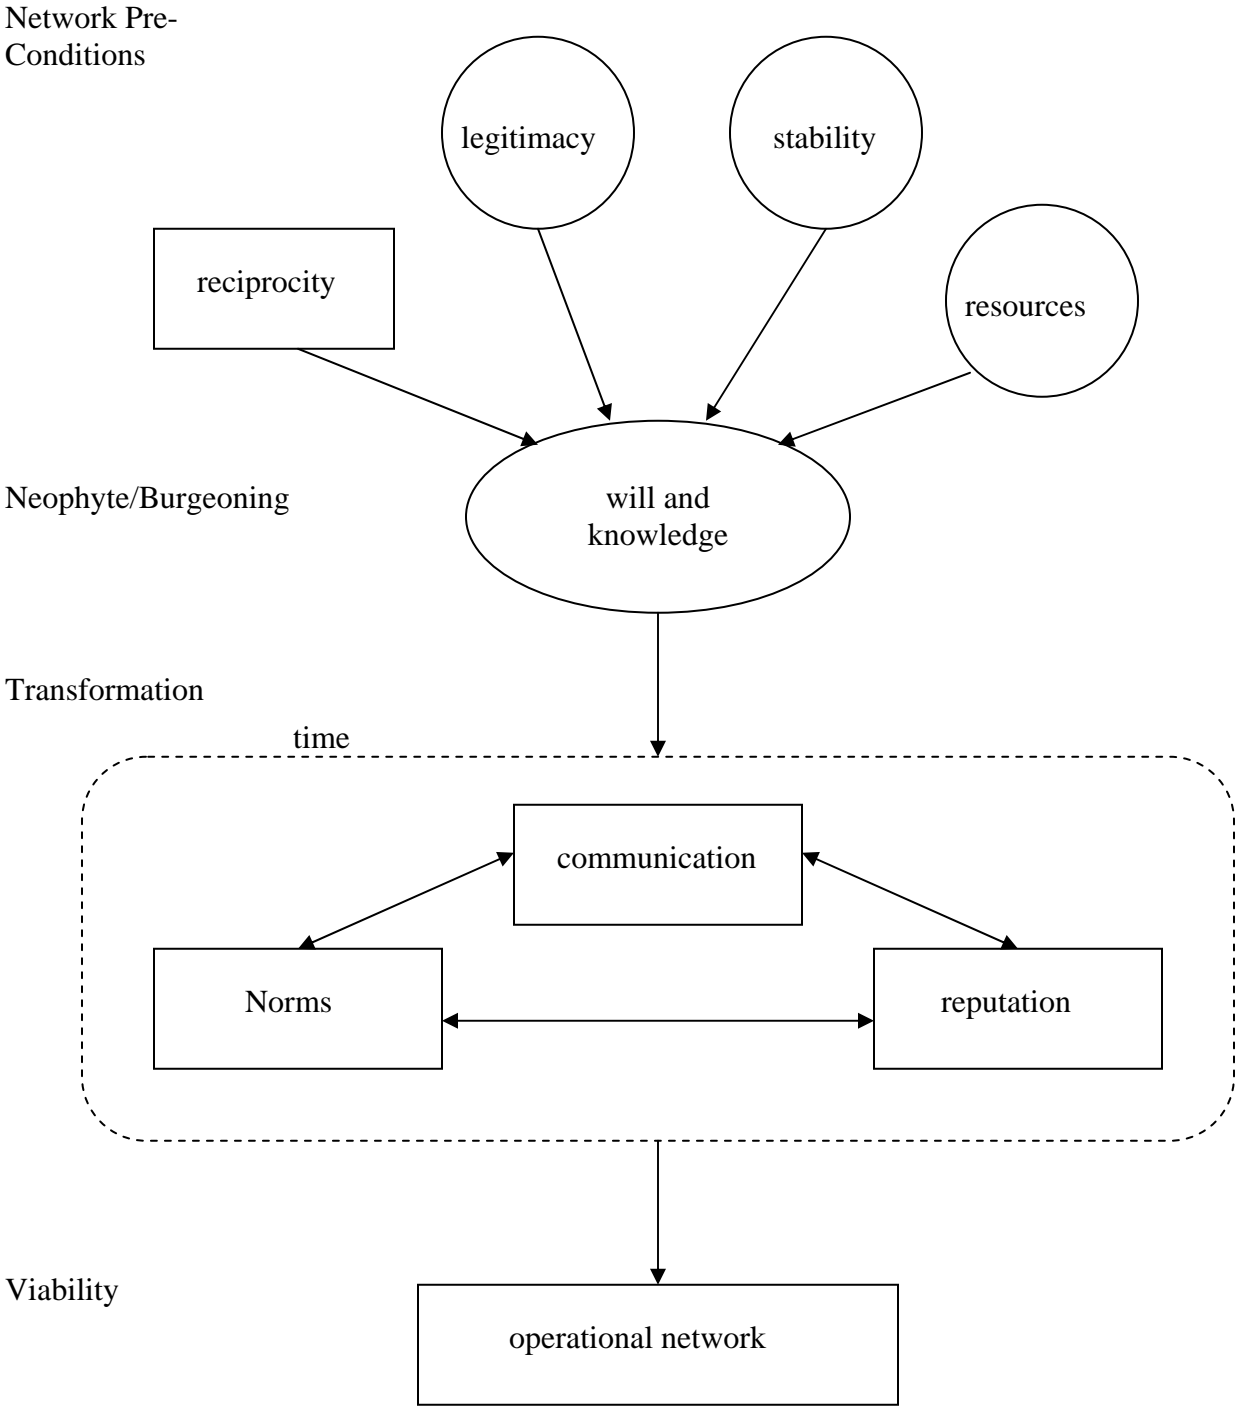 Network Pre-
Conditions
legitimacy
stability
reciprocity
resources
Neophyte/Burgeoning
will and
knowledge
Transformation
time
communication
Norms
reputation
Viability
operational network